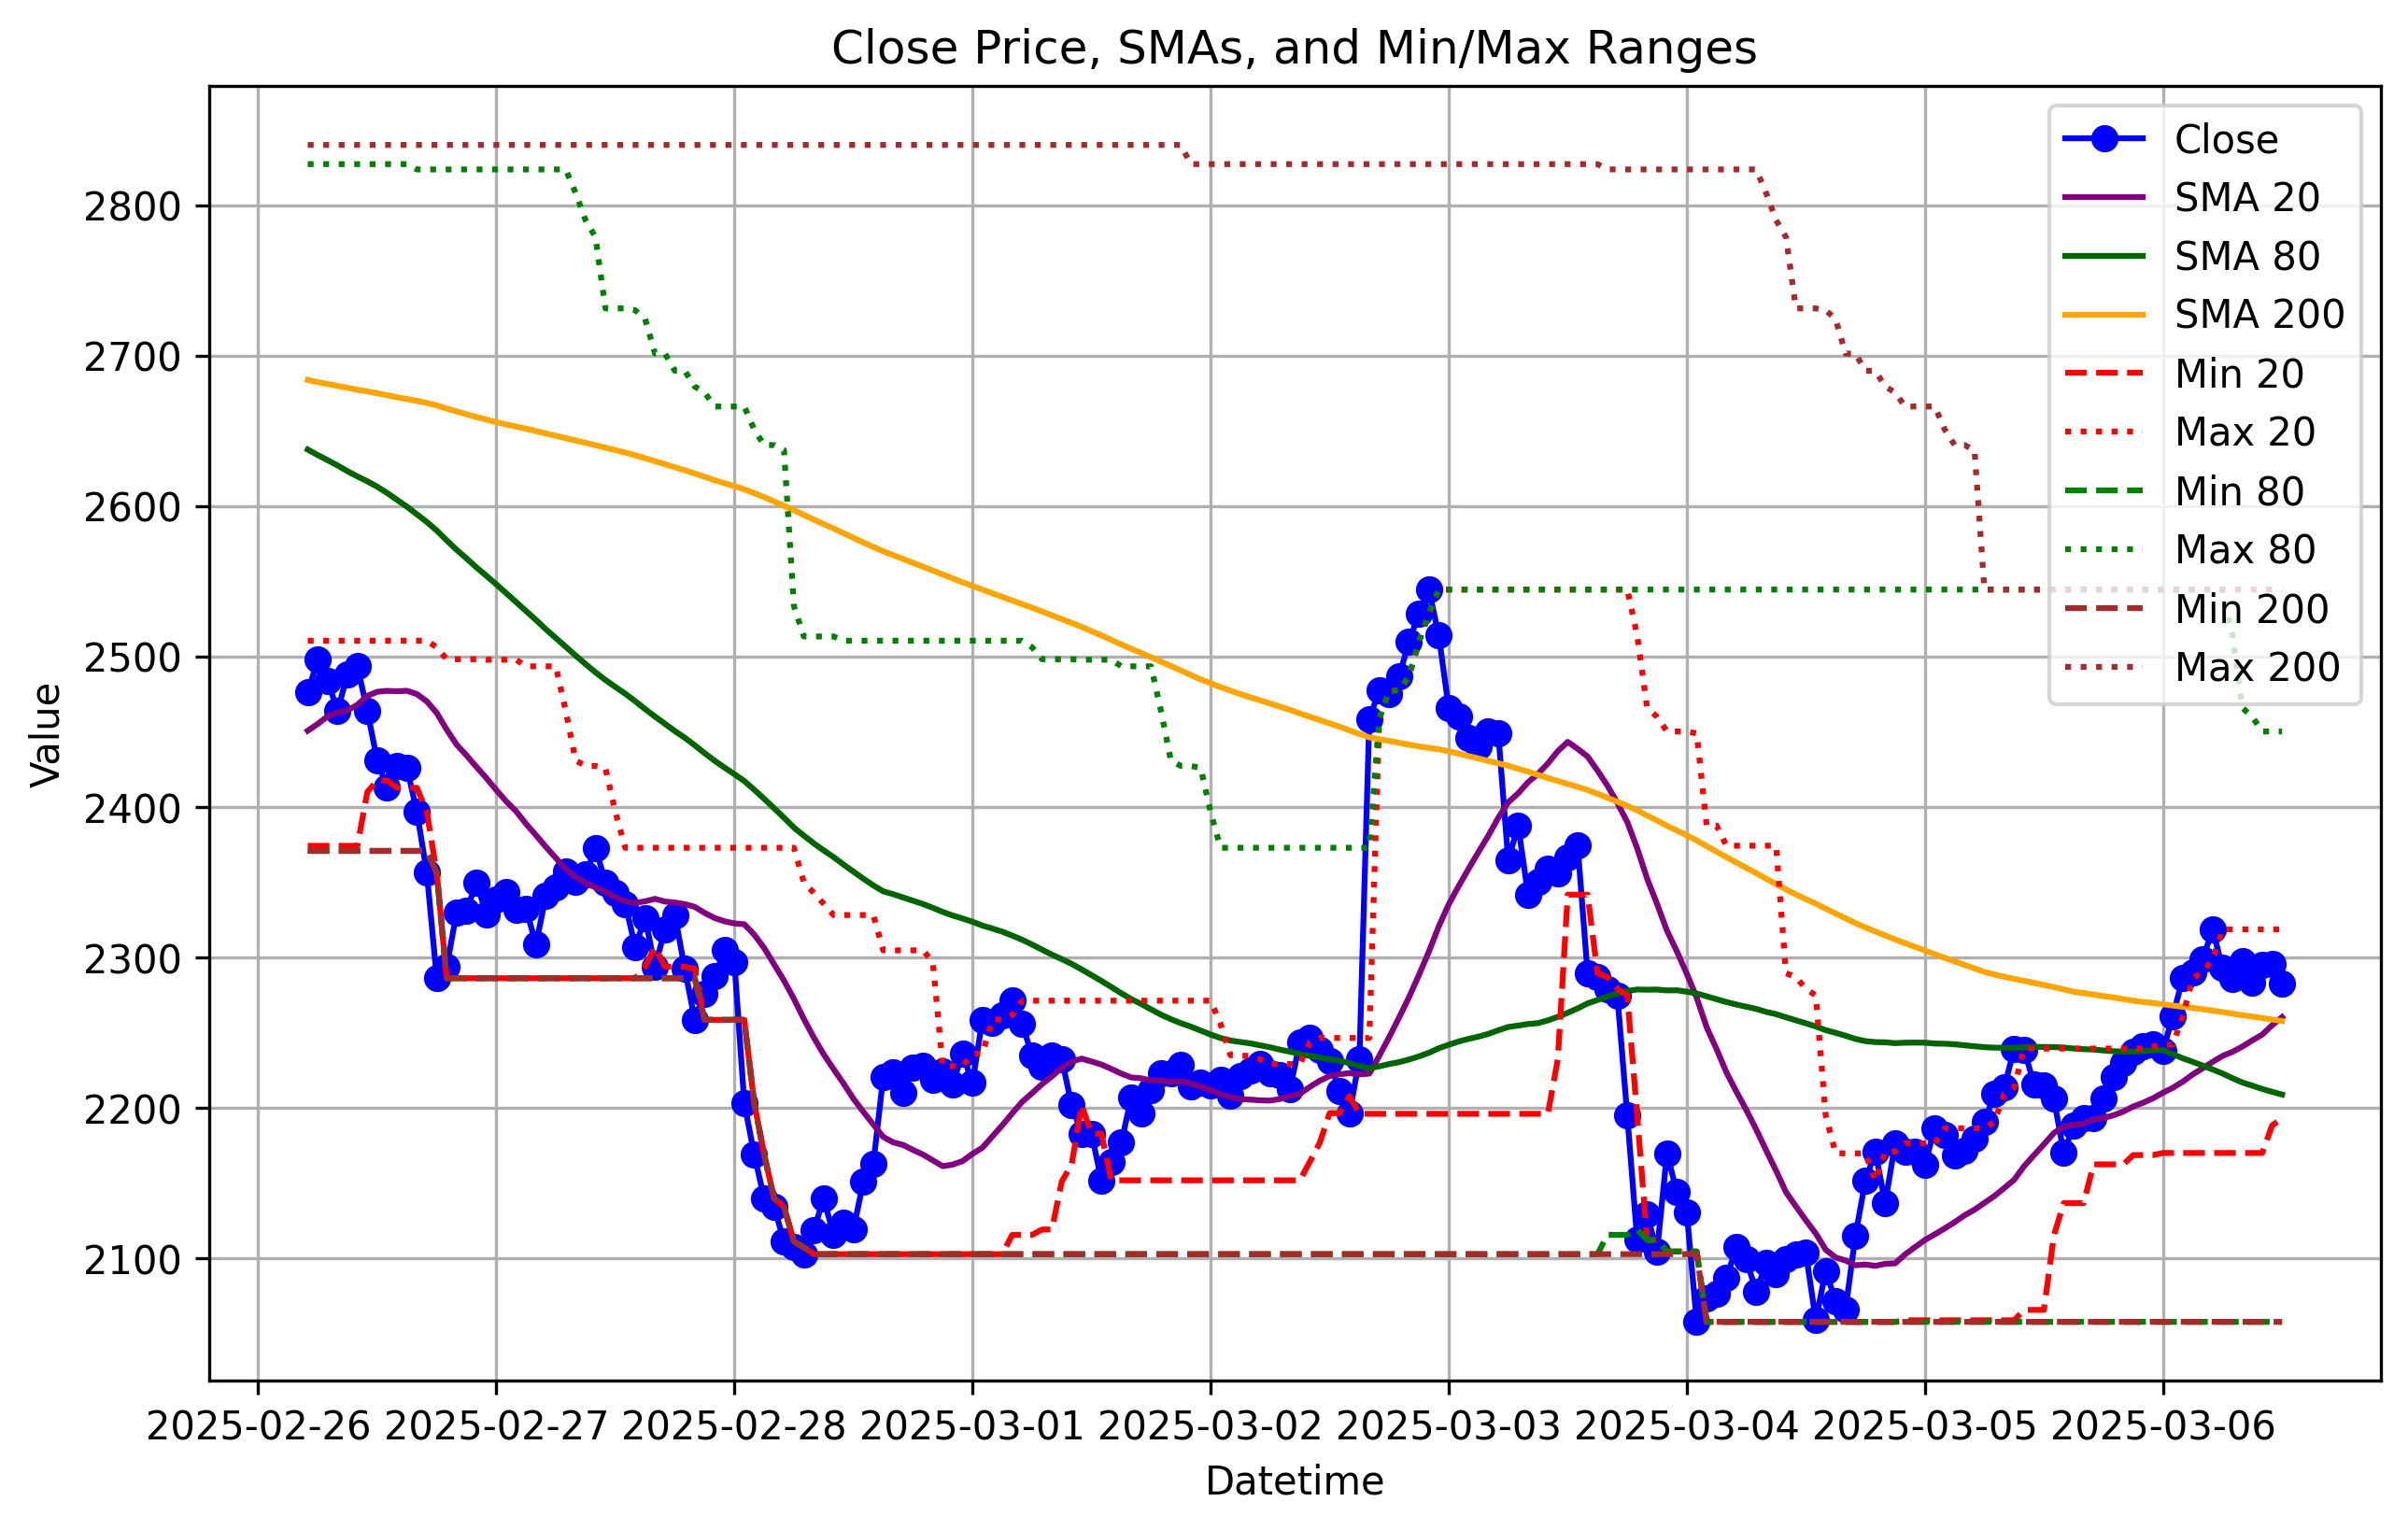 Close Price, SMAs, and Min/Max Ranges
Close
SMA 20
SMA 80
SMA 200
Min 20
Max 20
Min 80
Max 80
Min 200
Max 200
Value
2800
2700
2600
2500
2400
2300
2200
2100
2025-02-26 2025-02-27 2025-02-28 2025-03-01 2025-03-02 2025-03-03 2025-03-04 2025-03-05 2025-03-06
Datetime